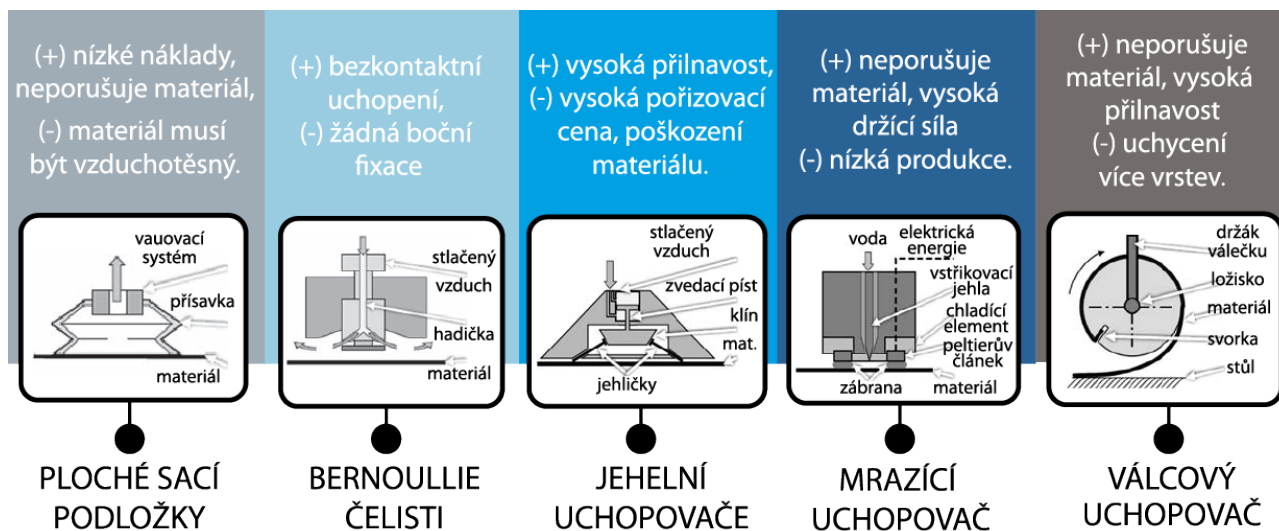 (+) nízké náklady,
neporušuje materiál,
(-) materiál musí
být vzduchotěsný.
vauovací
systém
přísavka
materiál
PLOCHÉ SACÍ
PODLOŽKY
(+) bezkontaktní
uchopení,
(-) žádná boční
fixace
stlačený
vzduch
hadička
materiál
BERNOULLIE
ČELISTI
(+) vysoká přilnavost,
(-) vysoká pořizovací
cena, poškození
materiálu.
stlačený
vzduch
zvedací píst
klín
mat.
jehličky
JEHELNÍ
UCHOPOVAČE
(+) neporušuje
materiál, vysoká
držící síla
(-) nízká produkce.
voda
elektrická
energie
vstřikovací
jehla
chladící
element
peltierův
článek
zábrana
materiál
MRAZÍCÍ
UCHOPOVAČ
(+) neporušuje
materiál, vysoká
přilnavost
(-) uchycení
více vrstev.
držák
válečku
ložisko
materiál
svorka
stůl
VÁLCOVÝ
UCHOPOVAČ